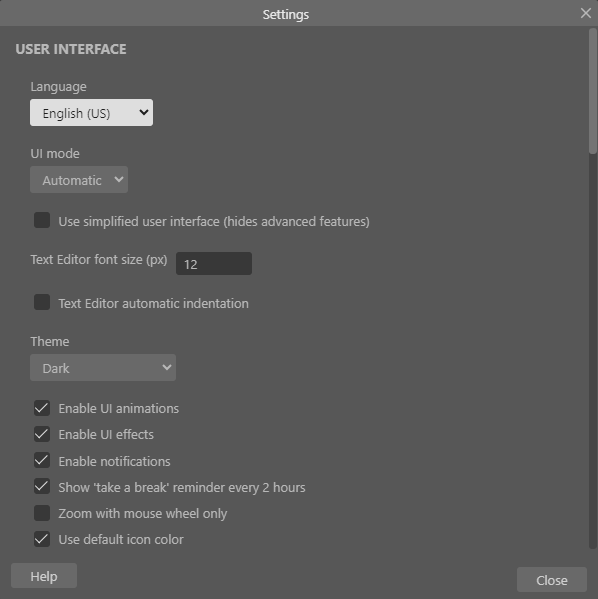 Settings
USER INTERFACE
Language
English (US)
UI mode
Automatic
Use simplified user interface (hides advanced features)
Text Editor font size (px) 12
Text Editor automatic indentation
Theme
Dark
Enable UI animations
Enable UI effects
Enable notifications
Show 'take a break' reminder every 2 hours
Zoom with mouse wheel only
Use default icon color
Help
Close